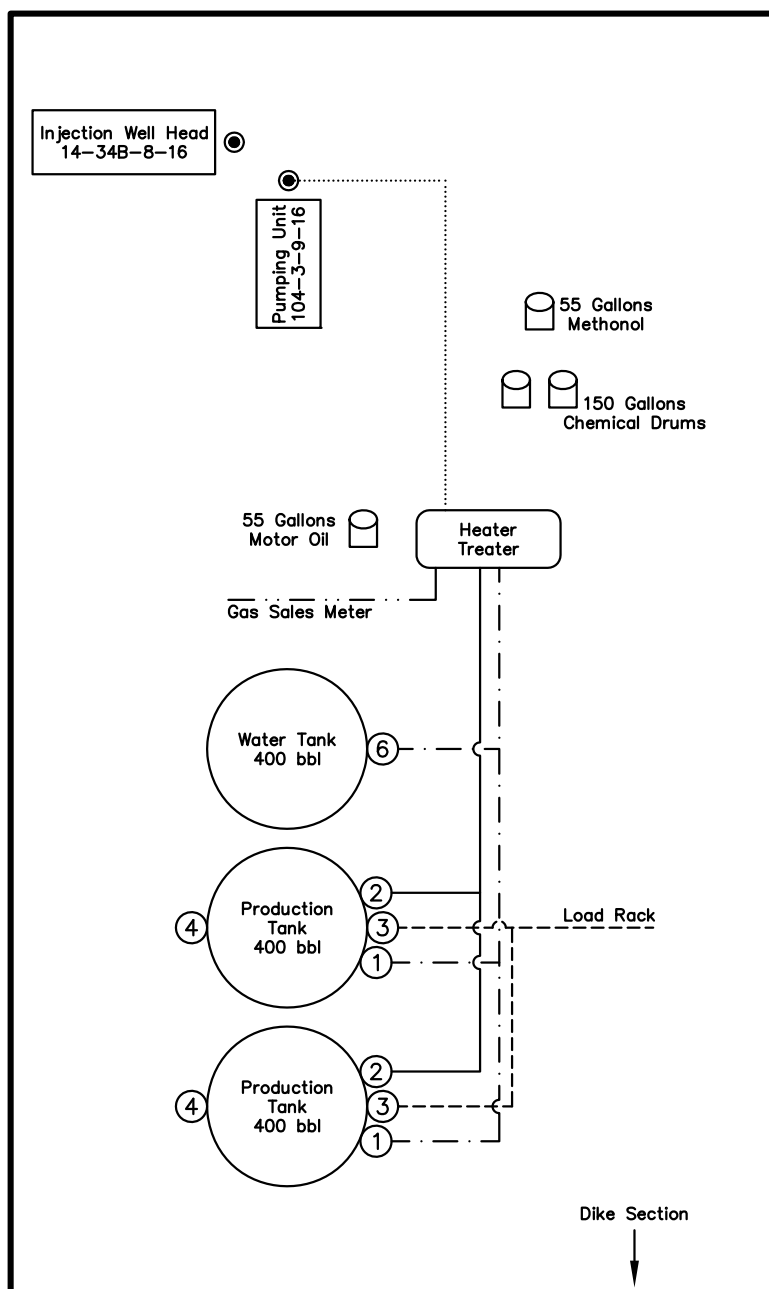 Injection Well Head
14-34B-8-16
Pumping Unit
104-3-9-16
55 Gallons
Methonol
150 Gallons
Chemical Drums
55 Gallons
Motor Oil
Heater
Treater
Gas Sales Meter
Water Tank
400 bbl
6
Production
Tank
400 bbl
4
2
3
1
Load Rack
Production
Tank
400 bbl
4
2
3
1
Dike Section